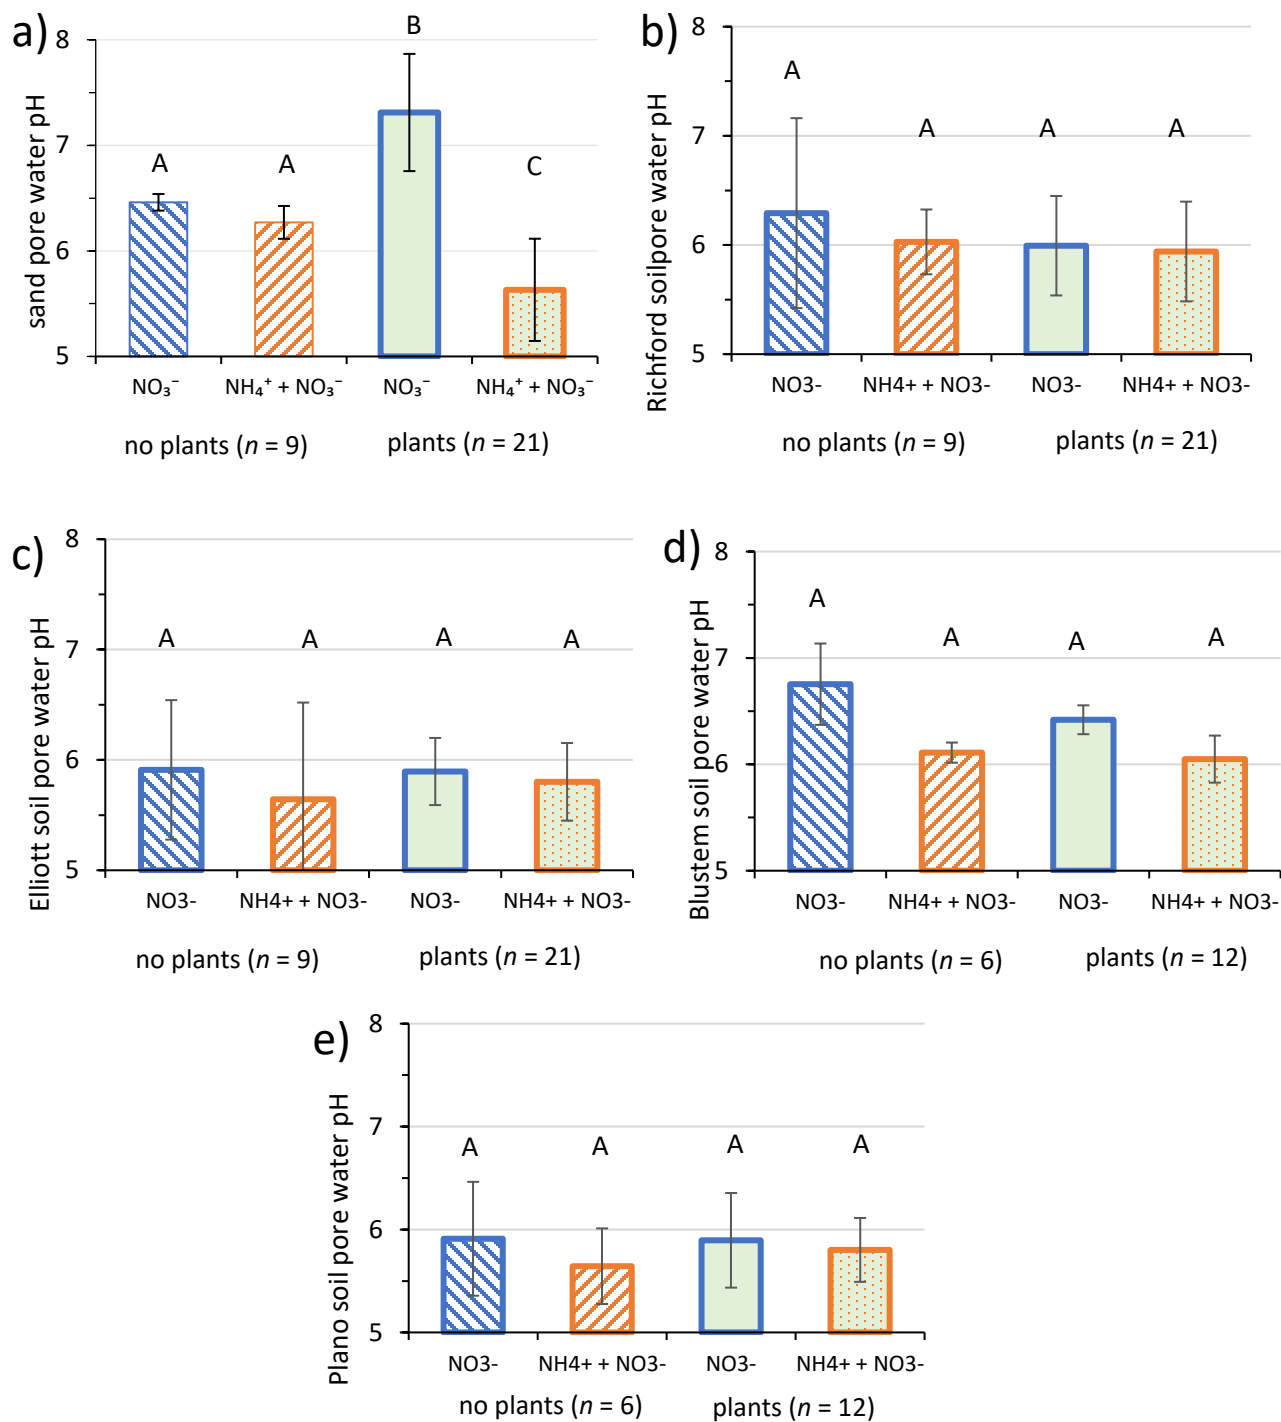 a)
sand pore water pH
8
7
6
5
A
A
B
C
NO₃⁻
NH₄⁺ + NO₃⁻
NO₃⁻
NH₄⁺ + NO₃⁻
no plants (n = 9)
plants (n = 21)
b)
Richford soilpore water pH
8
7
6
5
A
A
A
A
NO3-
NH4+ + NO3-
NO3-
NH4+ + NO3-
no plants (n = 9)
plants (n = 21)
c)
Elliott soil pore water pH
8
7
6
5
A
A
A
A
NO3-
NH4+ + NO3-
NO3-
NH4+ + NO3-
no plants (n = 9)
plants (n = 21)
d)
Blustem soil pore water pH
8
7
6
5
A
A
A
A
NO3-
NH4+ + NO3-
NO3-
NH4+ + NO3-
no plants (n = 6)
plants (n = 12)
e)
Plano soil pore water pH
8
7
6
5
A
A
A
A
NO3-
NH4+ + NO3-
NO3-
NH4+ + NO3-
no plants (n = 6)
plants (n = 12)